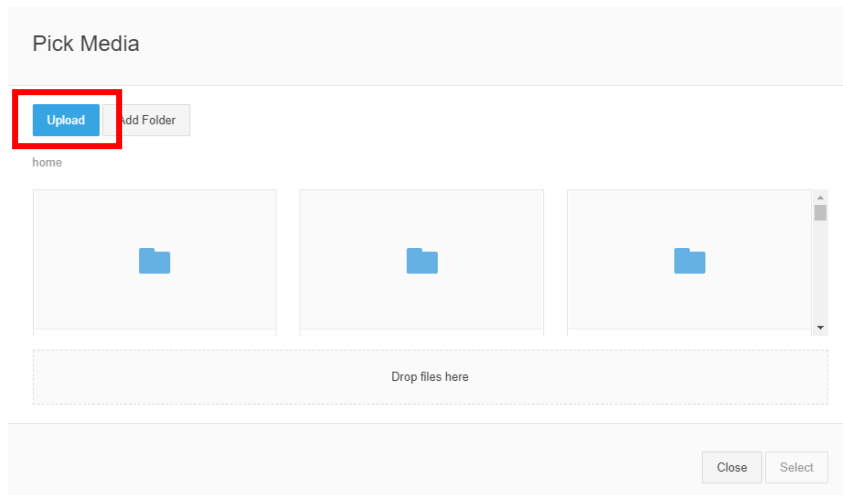 Pick Media
Upload Add Folder
home
Drop files here
Close Select